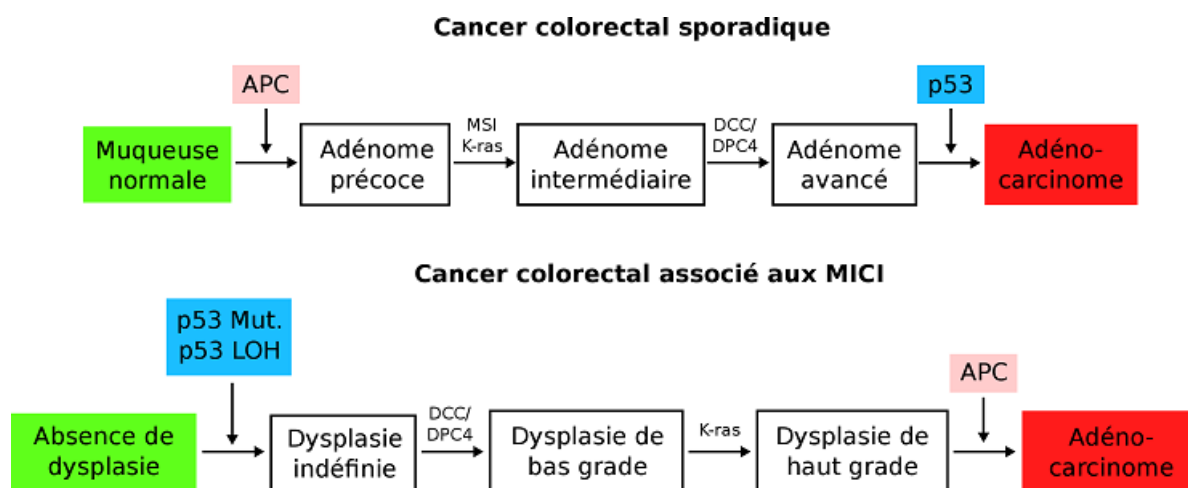 Cancer colorectal sporadique
APC
p53
Muqueuse
normale
Adénome
précoce
MSI
K-ras
Adénome
intermédiaire
DCC/
DPC4
Adénome
avancé
Adéno-
carcinome
Cancer colorectal associé aux MICI
p53 Mut.
p53 LOH
APC
Absence de
dysplasie
Dysplasie
indéfinie
DCC/
DPC4
Dysplasie de
bas grade
K-ras
Dysplasie de
haut grade
Adéno-
carcinome